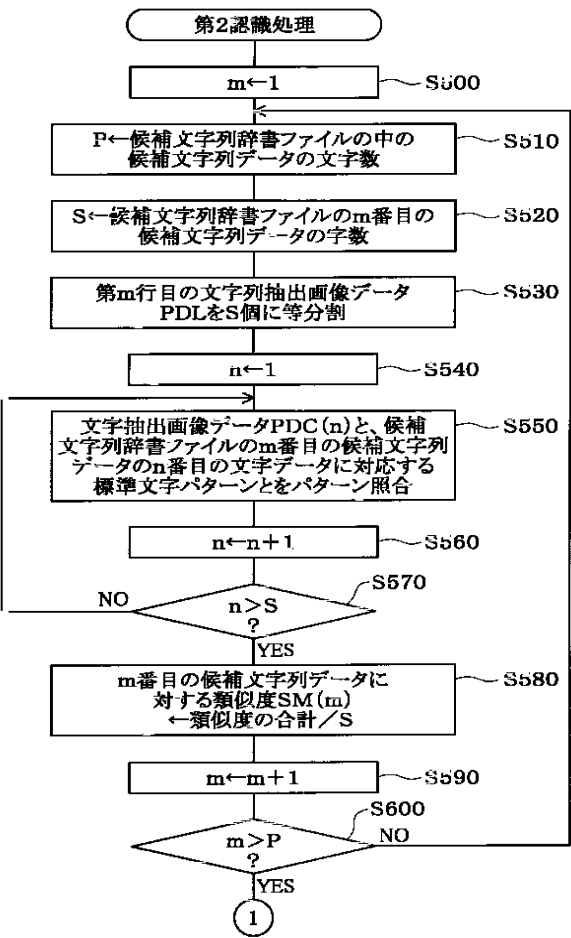 第2認識処理
m←1
S500
P←候補文字列辞書ファイルの中の
候補文字列データの文字数
S510
S←候補文字列辞書ファイルのm番目の
候補文字列データの字数
S520
第m行目の文字列抽出画像データ
PDLをS個に等分割
S530
n←1
S540
文字抽出画像データPDC(n)と、候補
文字列辞書ファイルのm番目の候補文字列
データのn番目の文字データに対応する
標準文字パターンとをパターン照合
S550
n←n+1
S560
S570
NO
n>S
?
YES
m番目の候補文字列データに
対する類似度SM(m)
←類似度の合計/S
S580
m←m+1
S590
S600
m>P
?
NO
YES
1